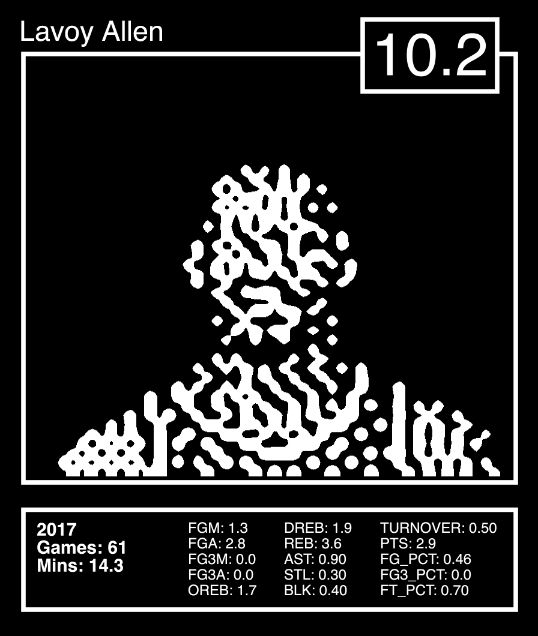 Lavoy Allen
10.2
2017
Games: 61
Mins: 14.3
FGM: 1.3
FGA: 2.8
FG3M: 0.0
FG3A: 0.0
OREB: 1.7
DREB: 1.9
REB: 3.6
AST: 0.90
STL: 0.30
BLK: 0.40
TURNOVER: 0.50
PTS: 2.9
FG_PCT: 0.46
FG3_PCT: 0.0
FT_PCT: 0.70